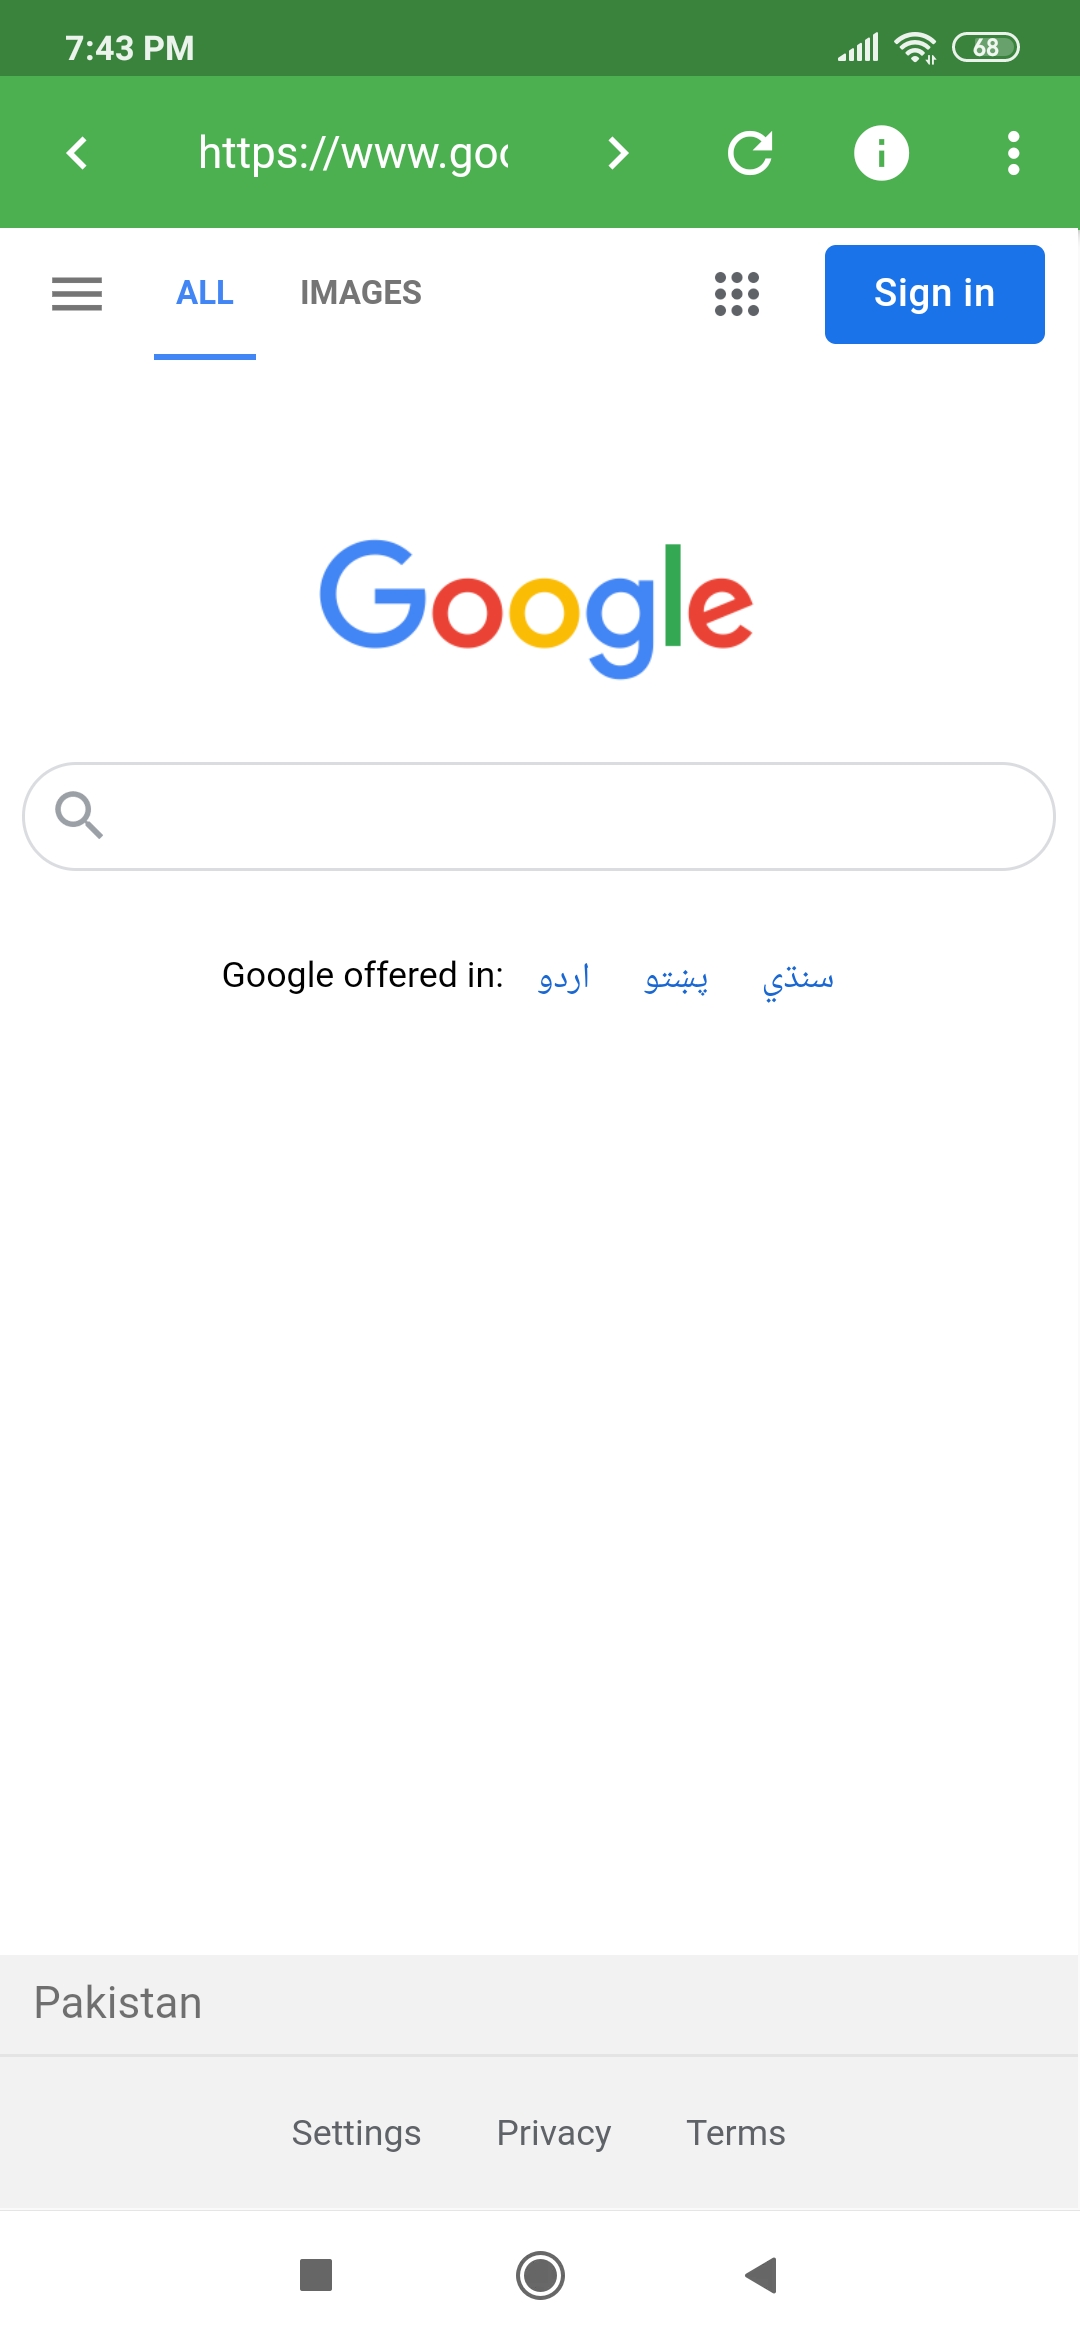 7:43 PM 68
https://www.goo
ALL IMAGES Sign in
Google
Google offered in: اردو پښتو سنڌي
Pakistan
Settings Privacy Terms